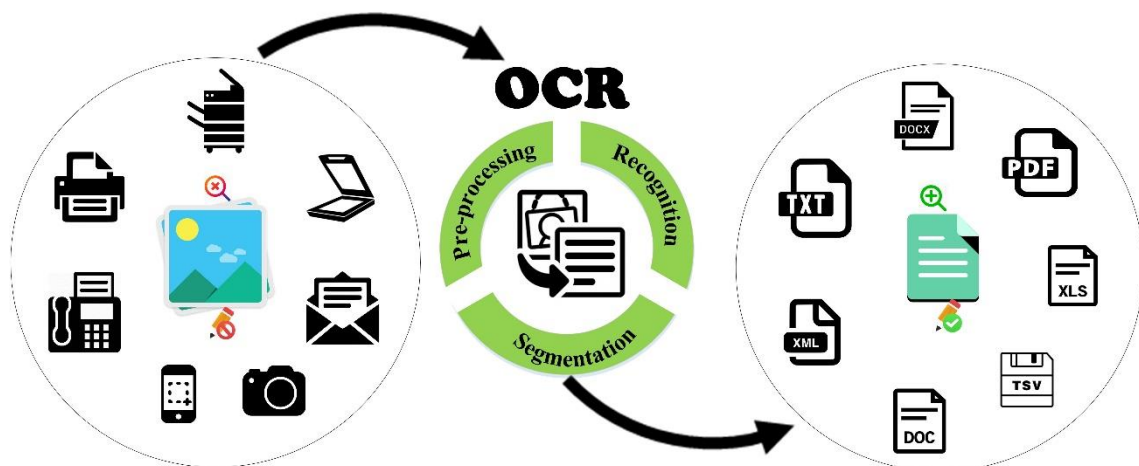 OCR
Pre-processing
Recognition
Segmentation
DOCX
PDF
TXT
XLS
XML
TSV
DOC